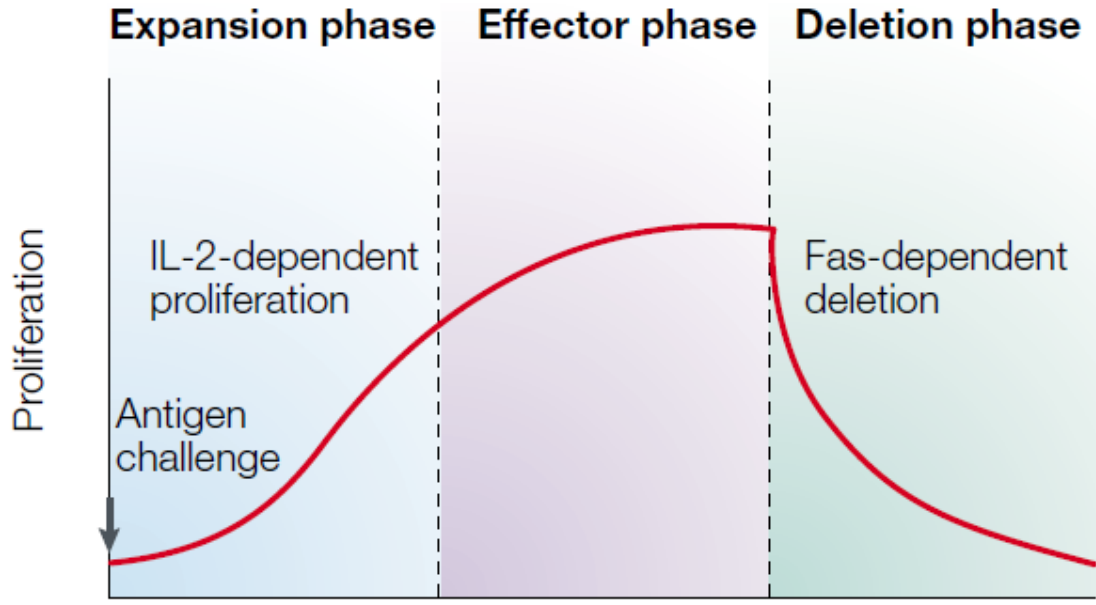 Expansion phase
Effector phase
Deletion phase
Proliferation
IL-2-dependent
proliferation
Fas-dependent
deletion
Antigen
challenge